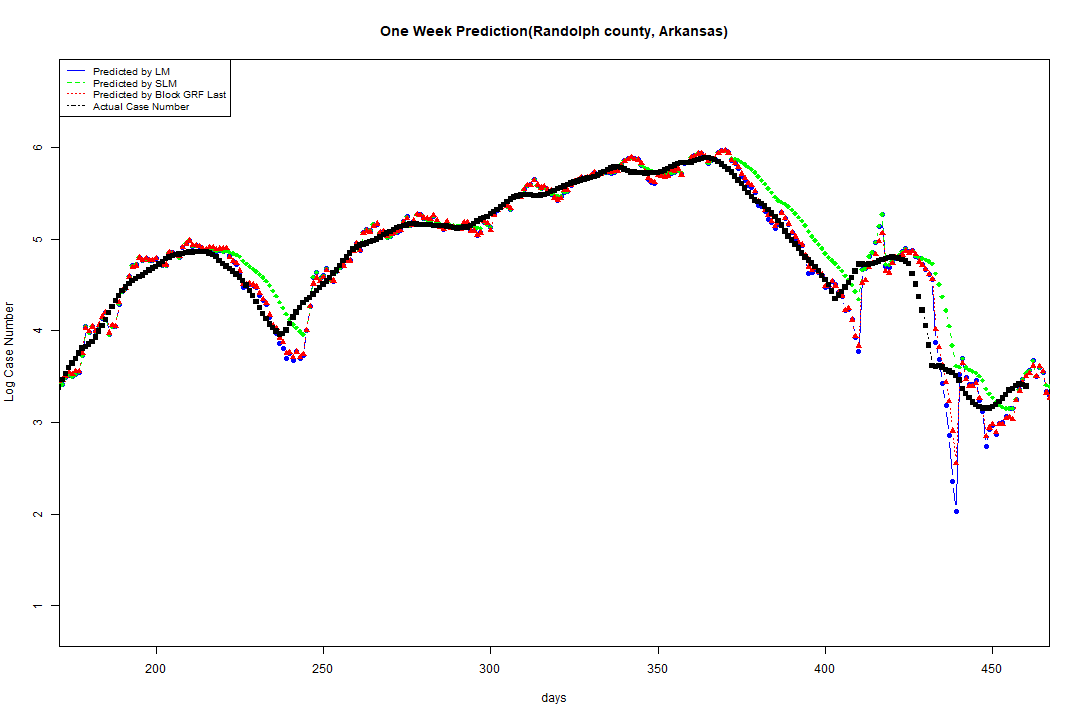 One Week Prediction(Randolph county, Arkansas)
Predicted by LM
Predicted by SLM
Predicted by Block GRF Last
Actual Case Number
6
5
4
3
2
1
Log Case Number
200 250 300 350 400 450
days